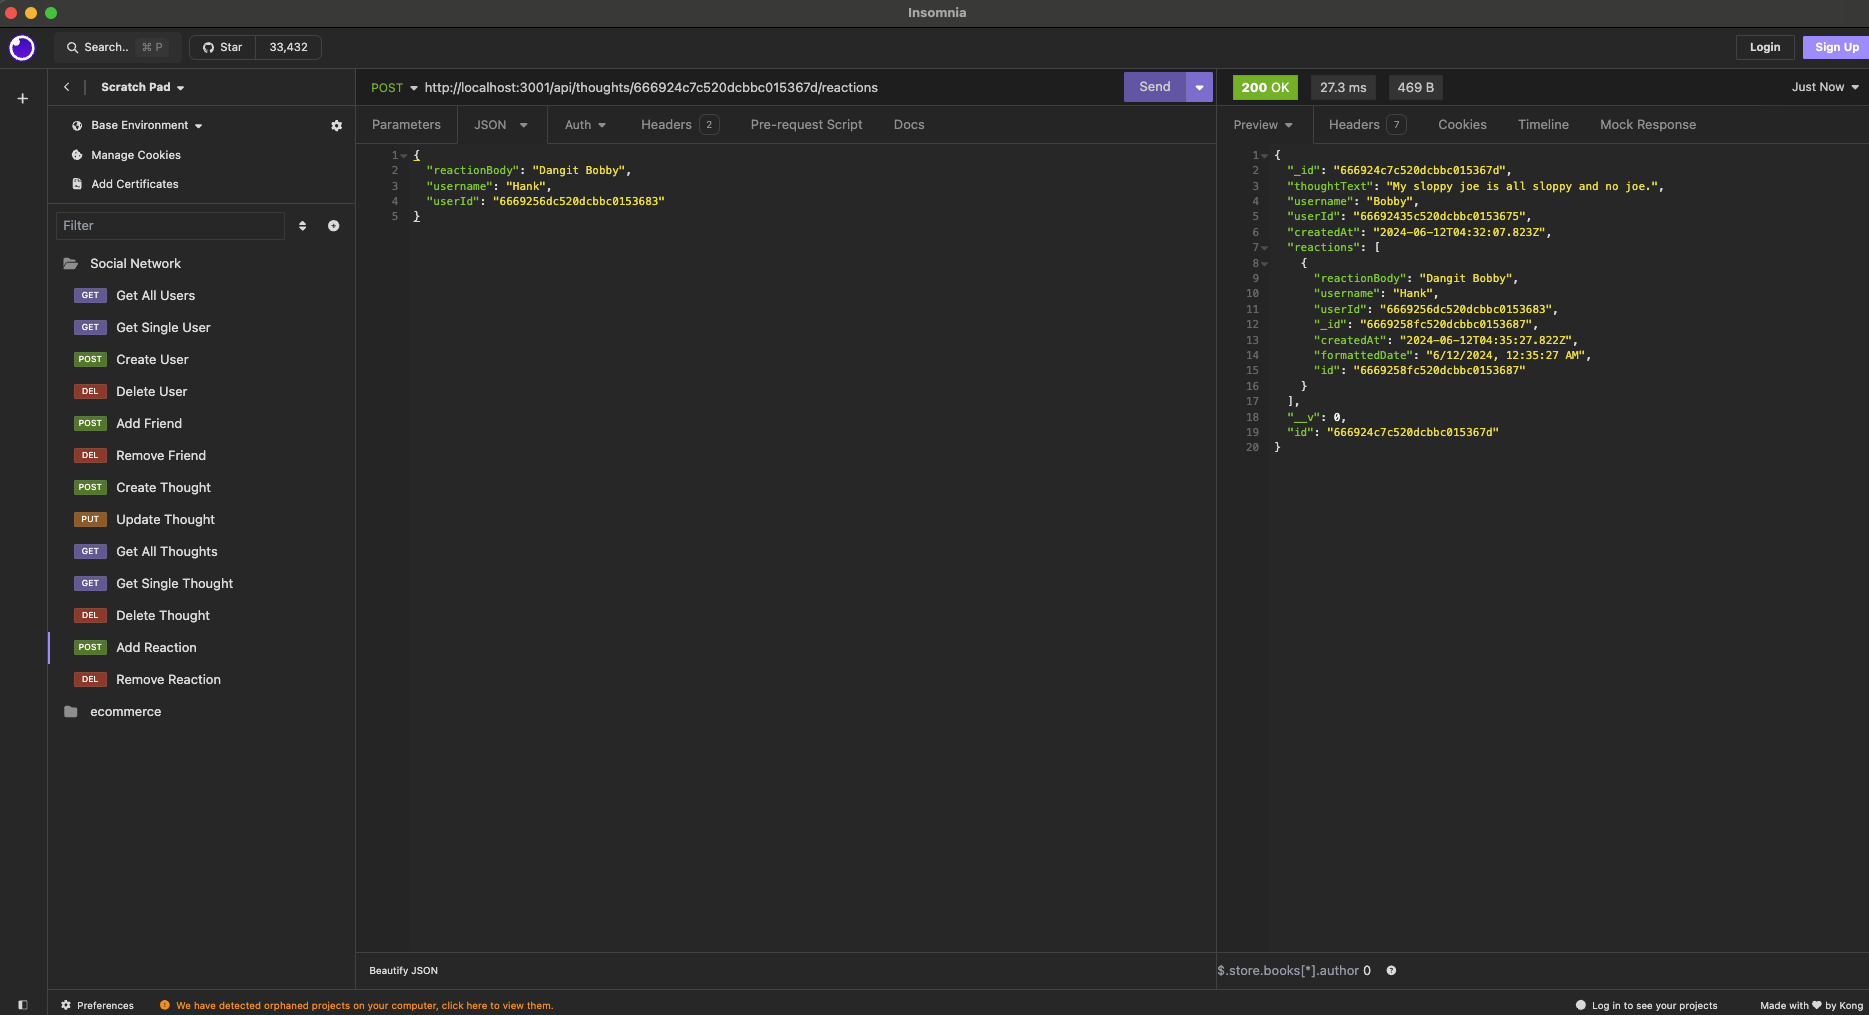 Insomnia
Search.. ⌘ P
Star 33,432
Login
Sign Up
Scratch Pad
Base Environment
Manage Cookies
Add Certificates
Filter
Social Network
GET Get All Users
GET Get Single User
POST Create User
DEL Delete User
POST Add Friend
DEL Remove Friend
POST Create Thought
PUT Update Thought
GET Get All Thoughts
GET Get Single Thought
DEL Delete Thought
POST Add Reaction
DEL Remove Reaction
ecommerce
POST http://localhost:3001/api/thoughts/666924c7c520dcbbc015367d/reactions
Send
Parameters JSON Auth Headers 2 Pre-request Script Docs
1 {
2 "reactionBody": "Dangit Bobby",
3 "username": "Hank",
4 "userId": "6669256dc520dcbbc0153683"
5 }
Beautify JSON
200 OK 27.3 ms 469 B
Just Now
Preview Headers 7 Cookies Timeline Mock Response
1 {
2 "_id": "666924c7c520dcbbc015367d",
3 "thoughtText": "My sloppy joe is all sloppy and no joe.",
4 "username": "Bobby",
5 "userId": "66692435c520dcbbc0153675",
6 "createdAt": "2024-06-12T04:32:07.823Z",
7 "reactions": [
8 {
9 "reactionBody": "Dangit Bobby",
10 "username": "Hank",
11 "userId": "6669256dc520dcbbc0153683",
12 "_id": "6669258fc520dcbbc0153687",
13 "createdAt": "2024-06-12T04:35:27.822Z",
14 "formattedDate": "6/12/2024, 12:35:27 AM",
15 "id": "6669258fc520dcbbc0153687"
16 }
17 ],
18 "__v": 0,
19 "id": "666924c7c520dcbbc015367d"
20 }
$.store.books[*].author 0
Preferences
We have detected orphaned projects on your computer, click here to view them.
Log in to see your projects
Made with ♥ by Kong